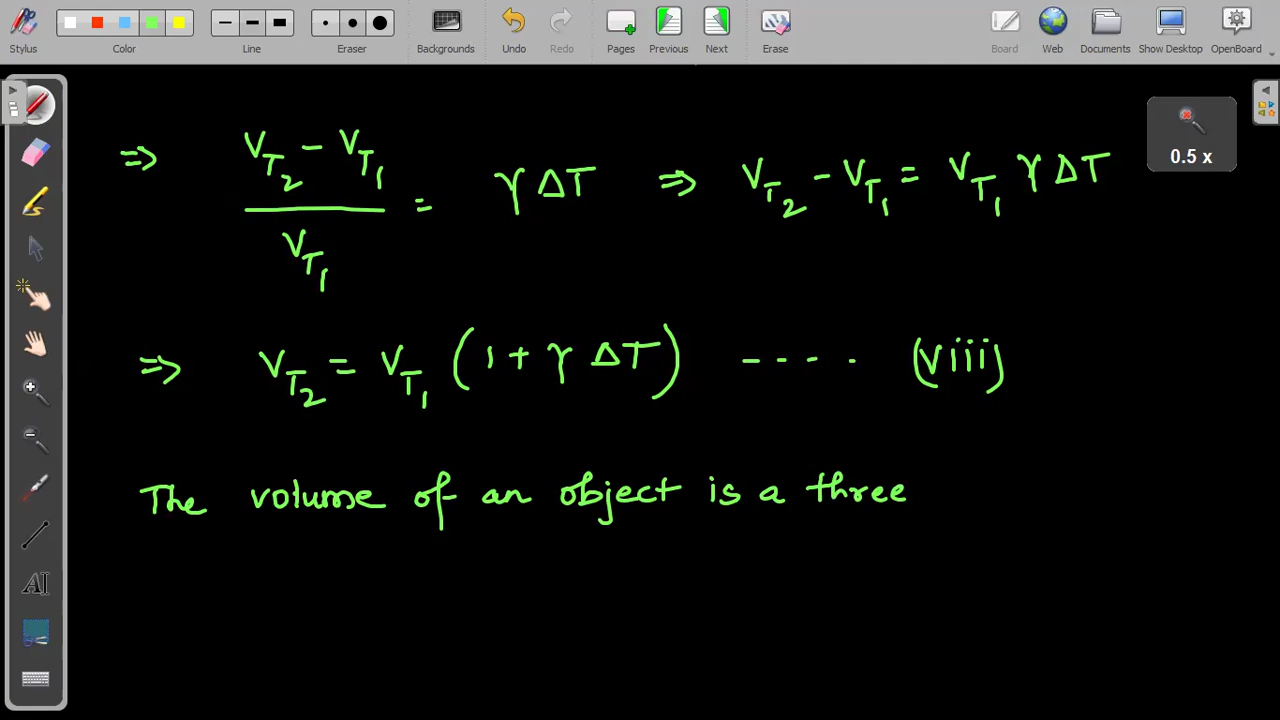 Stylus Color Line Eraser Backgrounds Undo Redo Pages Previous Next Erase Board Web Documents Show Desktop OpenBoard
0.5 x
⇒ (V_T₂ − V_T₁) / V_T₁ = γ ΔT ⇒ V_T₂ − V_T₁ = V_T₁ γ ΔT
⇒ V_T₂ = V_T₁ (1 + γ ΔT) ---- (viii)
The volume of an object is a three